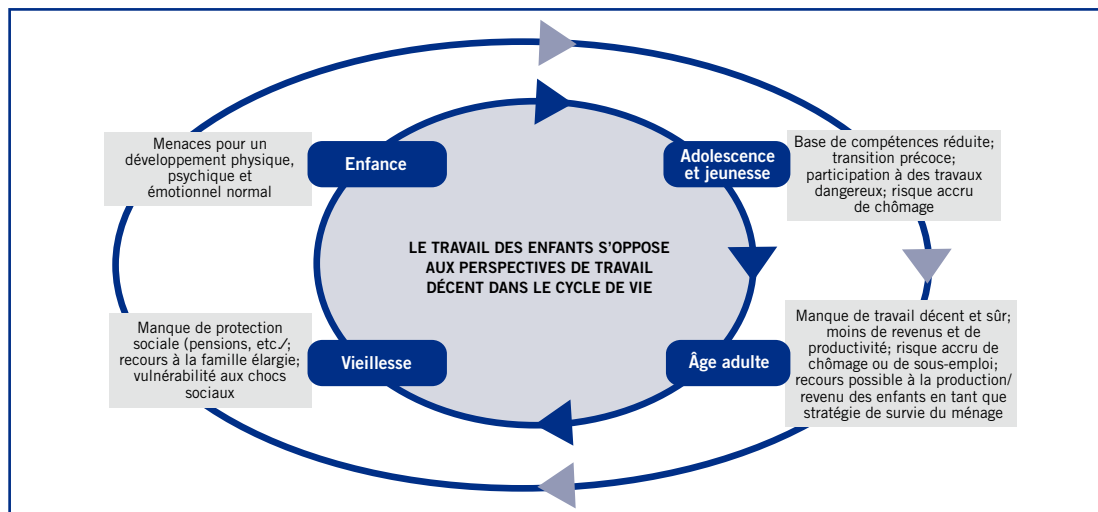 Menaces pour un
développement physique,
psychique et
émotionnel normal
Enfance
Adolescence
et jeunesse
Base de compétences réduite;
transition précoce;
participation à des travaux
dangereux; risque accru
de chômage
LE TRAVAIL DES ENFANTS S’OPPOSE
AUX PERSPECTIVES DE TRAVAIL
DÉCENT DANS LE CYCLE DE VIE
Manque de protection
sociale (pensions, etc./;
recours à la famille élargie;
vulnérabilité aux chocs
sociaux
Vieillesse
Âge adulte
Manque de travail décent et sûr;
moins de revenus et de
productivité; risque accru de
chômage ou de sous-emploi;
recours possible à la production/
revenu des enfants en tant que
stratégie de survie du ménage